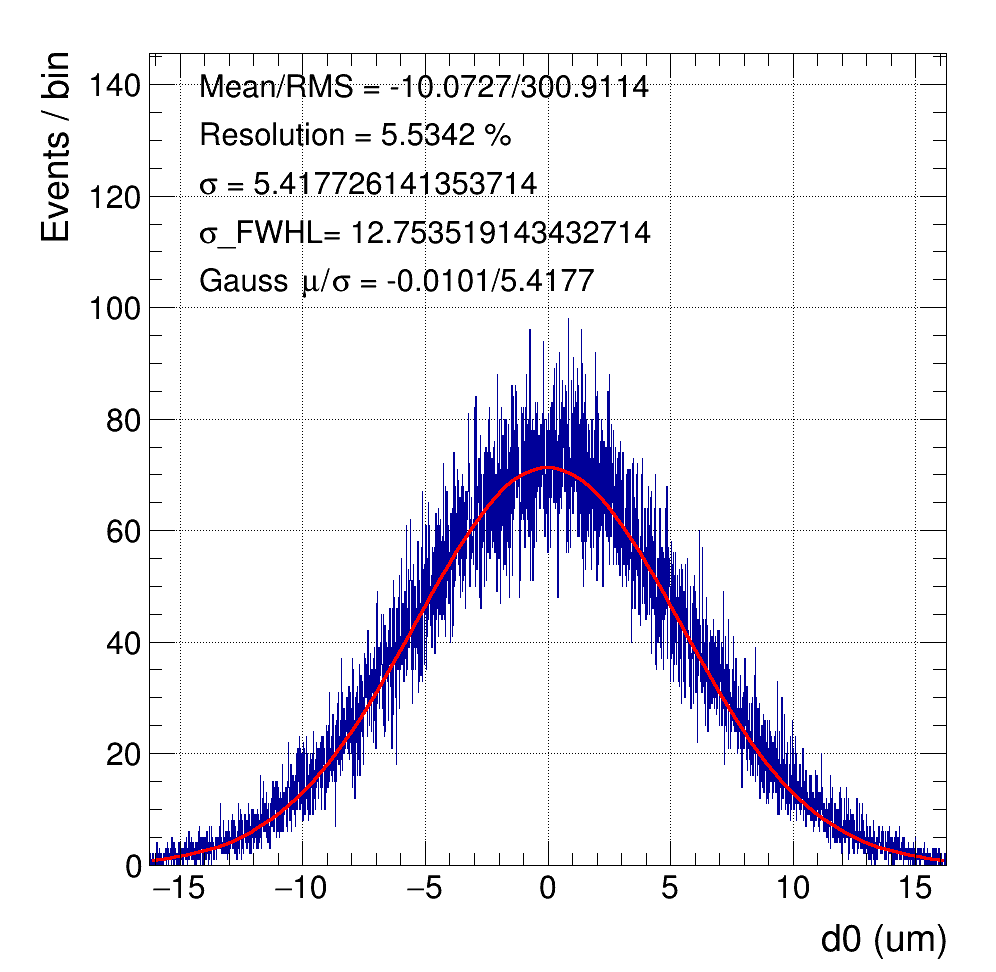 Events / bin
140
120
100
80
60
40
20
0
Mean/RMS = -10.0727/300.9114
Resolution = 5.5342 %
σ = 5.417726141353714
σ_FWHL= 12.753519143432714
Gauss μ/σ = -0.0101/5.4177
−15 −10 −5 0 5 10 15
d0 (um)